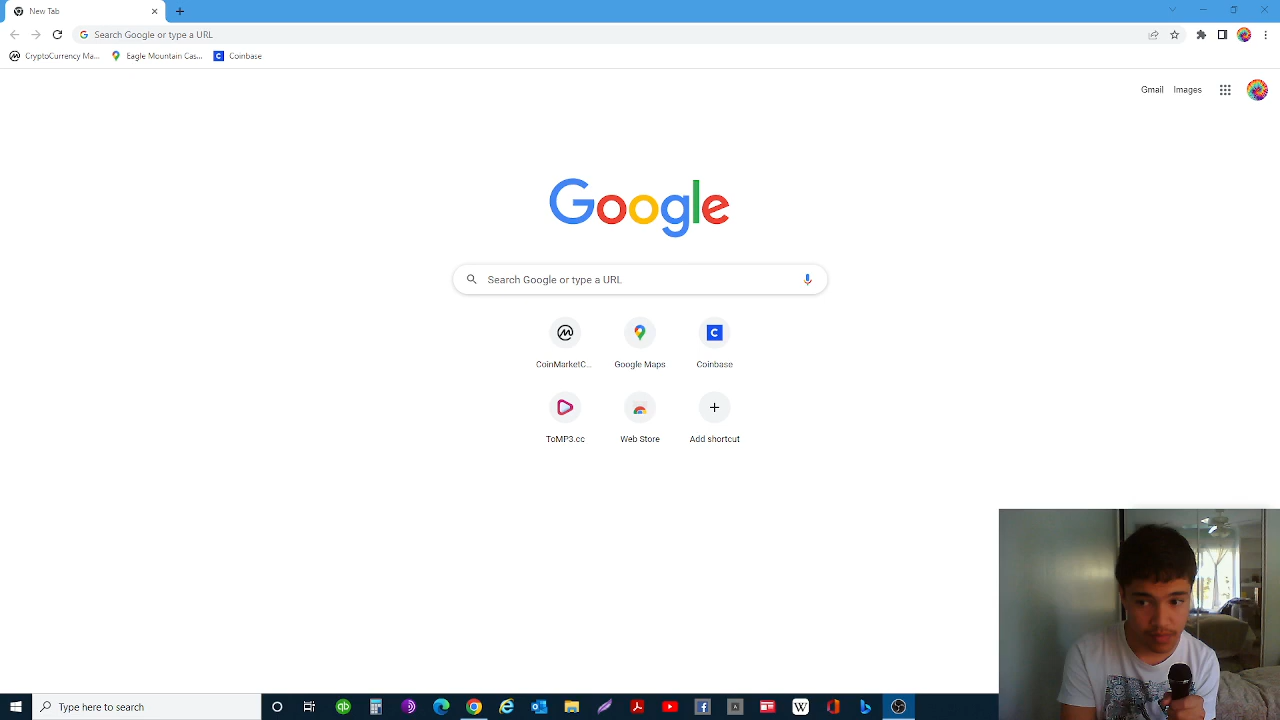 New Tab
Search Google or type a URL
CryptoCurrency Ma...
Eagle Mountain Cas...
Coinbase
Gmail
Images
Google
Search Google or type a URL
CoinMarketC...
Google Maps
Coinbase
ToMP3.cc
Web Store
Add shortcut
Type here to search